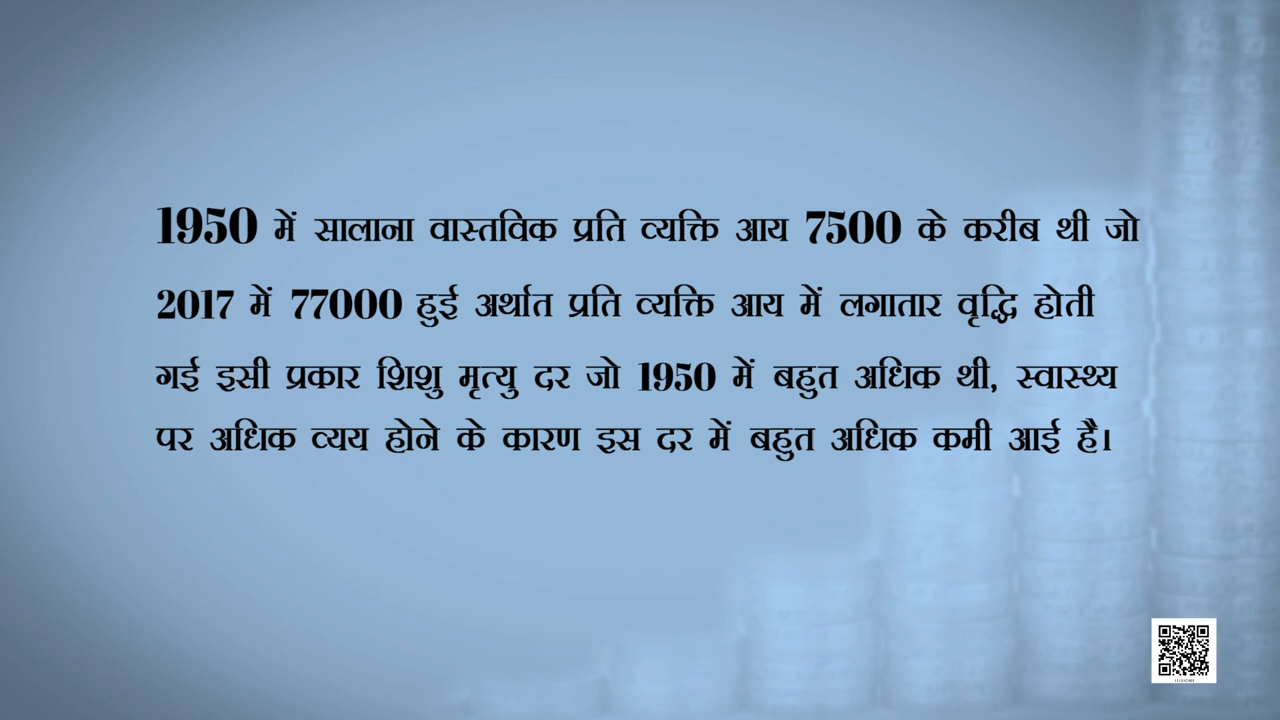 1950 में सालाना वास्तविक प्रति व्यक्ति आय 7500 के करीब थी जो
2017 में 77000 हुई अर्थात प्रति व्यक्ति आय में लगातार वृद्धि होती
गई इसी प्रकार शिशु मृत्यु दर जो 1950 में बहुत अधिक थी, स्वास्थ्य
पर अधिक व्यय होने के कारण इस दर में बहुत अधिक कमी आई है।